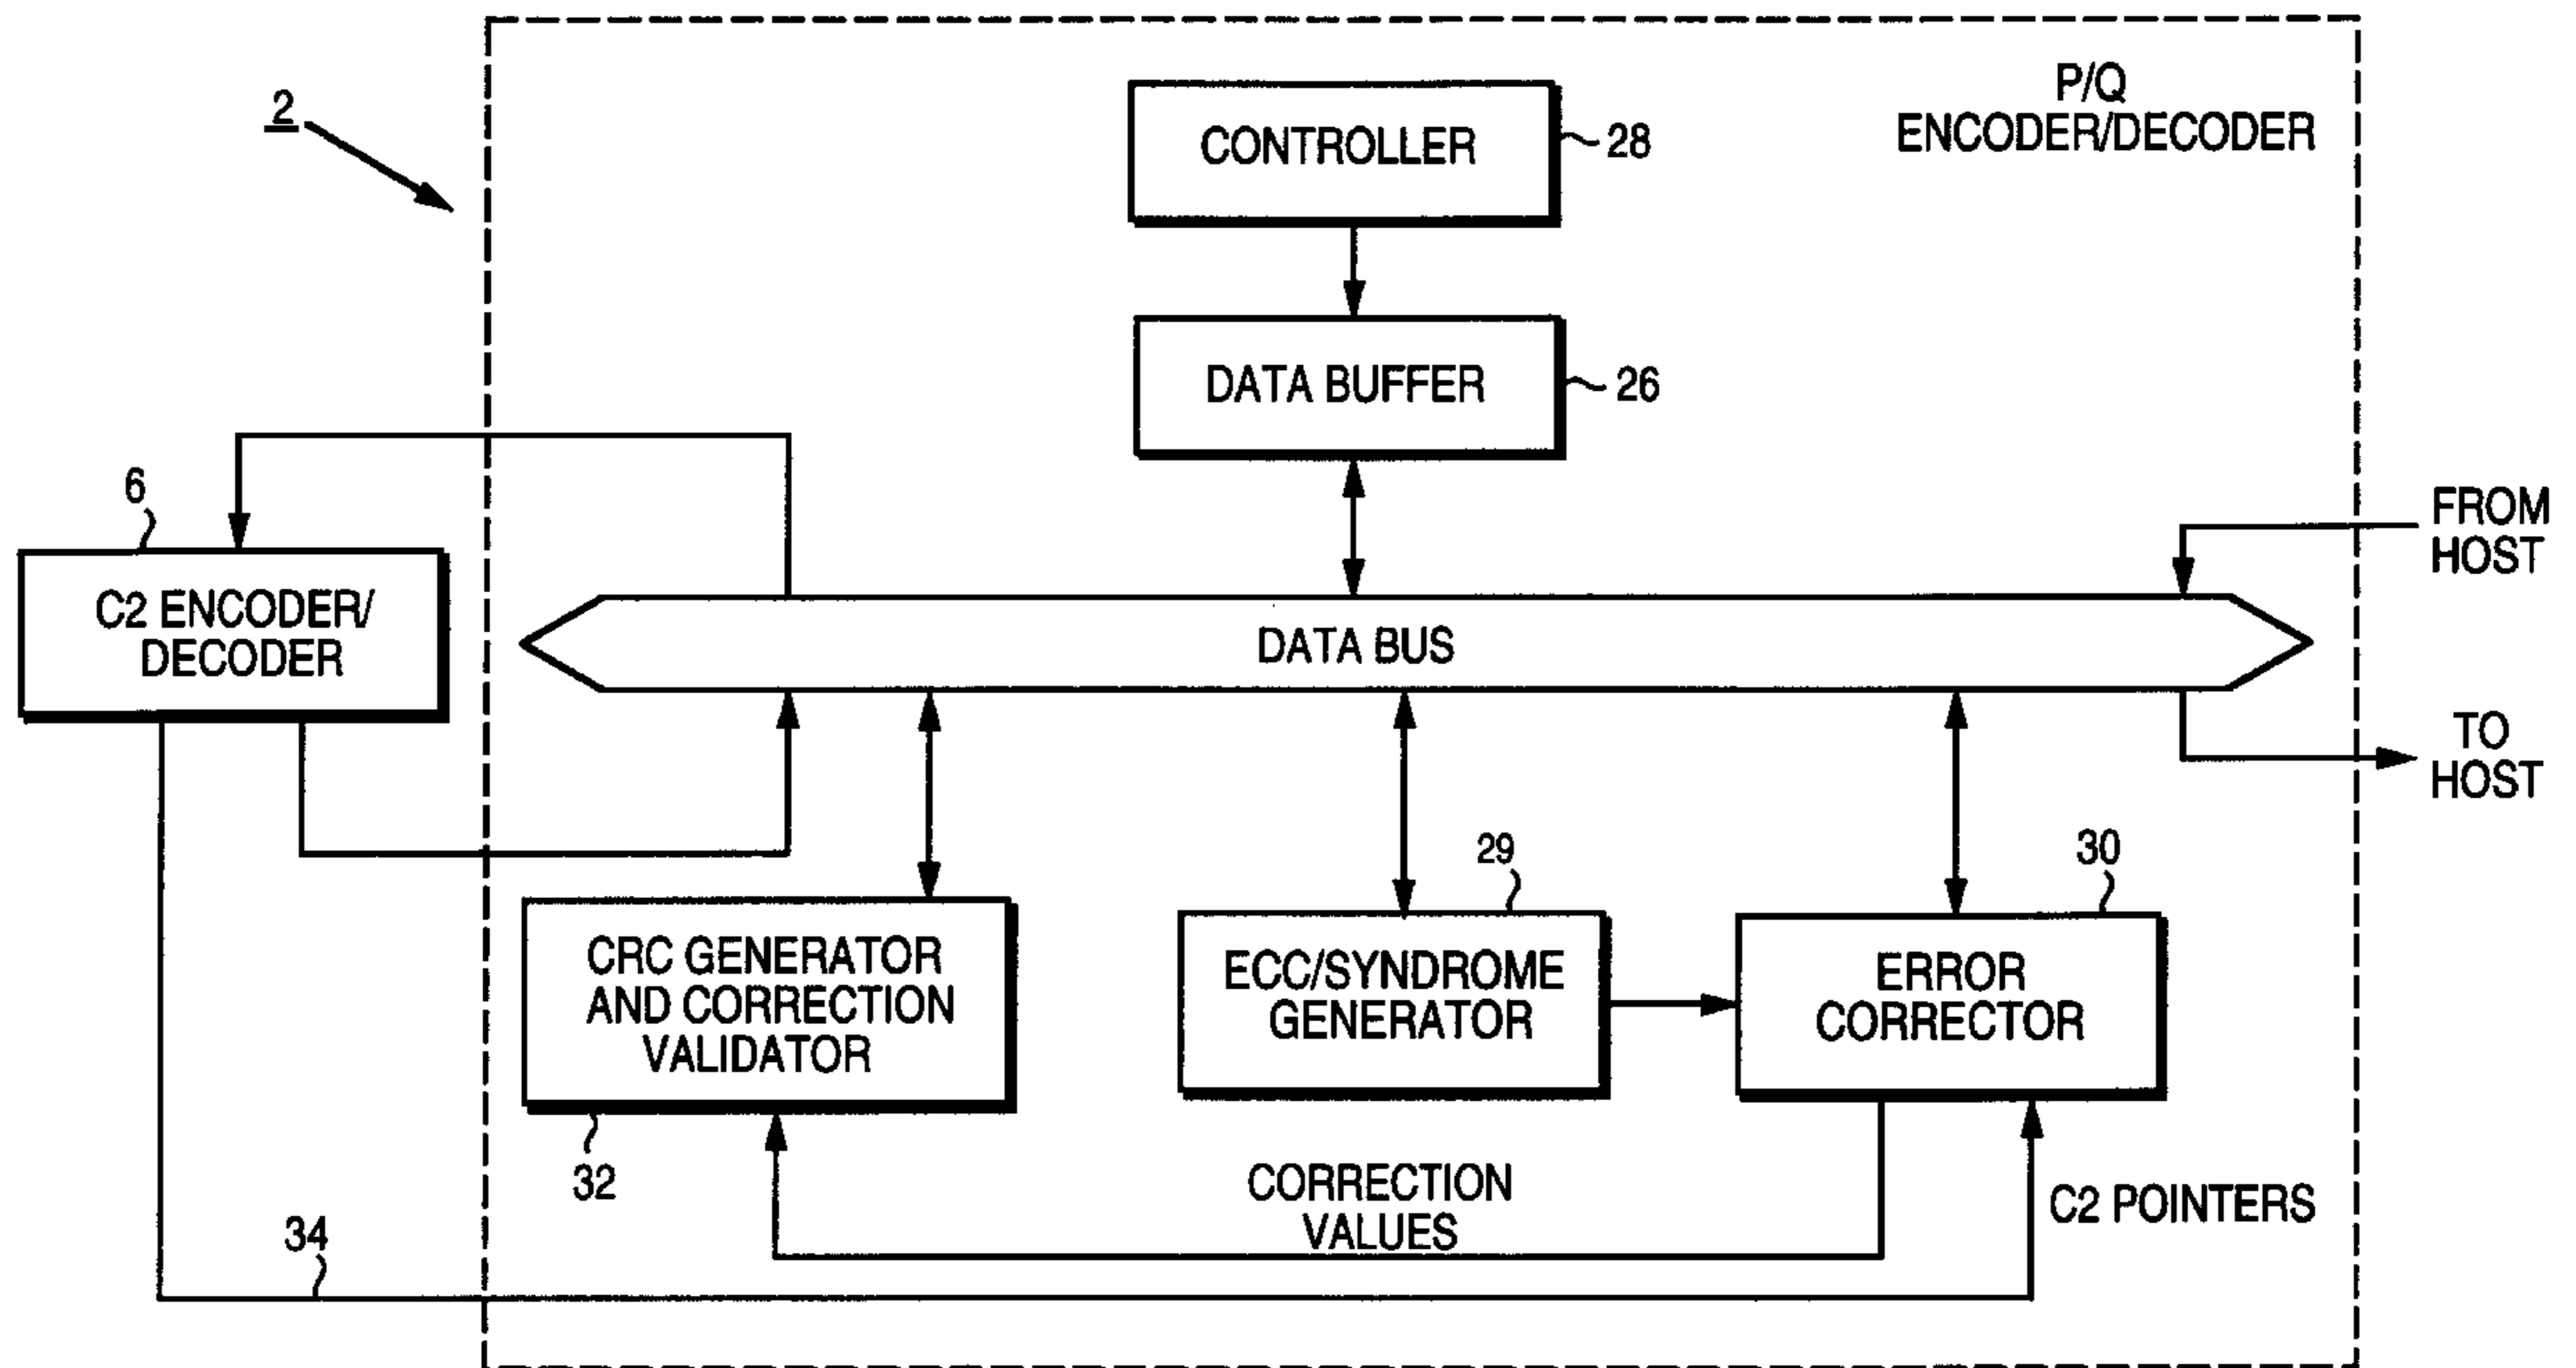 P/Q
ENCODER/DECODER
2
CONTROLLER
28
DATA BUFFER
26
6
FROM
HOST
C2 ENCODER/
DECODER
DATA BUS
TO
HOST
29
30
CRC GENERATOR
AND CORRECTION
VALIDATOR
ECC/SYNDROME
GENERATOR
ERROR
CORRECTOR
32
CORRECTION
VALUES
C2 POINTERS
34